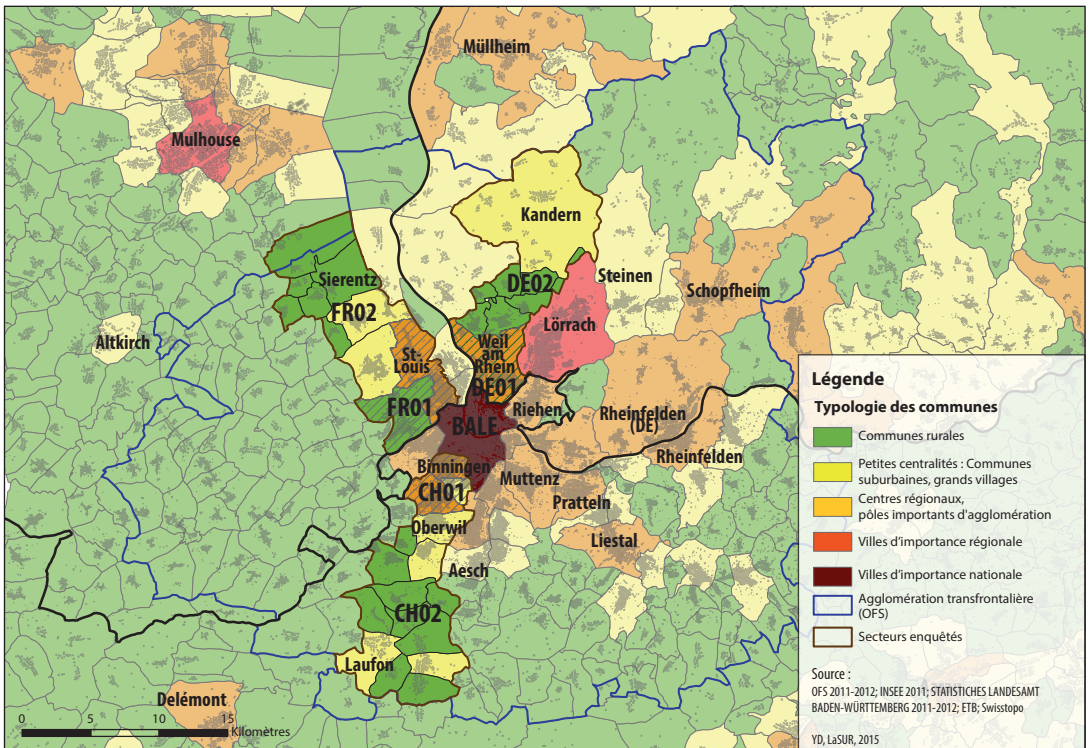 Müllheim
Mulhouse
Kandern
Sierentz
DE02
Steinen
Schopfheim
FR02
Lörrach
Altkirch
St-
Louis
Weil
am
Rhein
DE01
FR01
BALE
Riehen
Rheinfelden
(DE)
Rheinfelden
Binningen
Muttenz
CH01
Pratteln
Oberwil
Liestal
Aesch
CH02
Laufon
Delémont
0 5 10 15
Kilomètres
Légende
Typologie des communes
Communes rurales
Petites centralités : Communes
suburbaines, grands villages
Centres régionaux,
pôles importants d'agglomération
Villes d'importance régionale
Villes d'importance nationale
Agglomération transfrontalière
(OFS)
Secteurs enquêtés
Source :
OFS 2011-2012; INSEE 2011; STATISTICHES LANDESAMT
BADEN-WÜRTTEMBERG 2011-2012; ETB; Swisstopo
YD, LaSUR, 2015